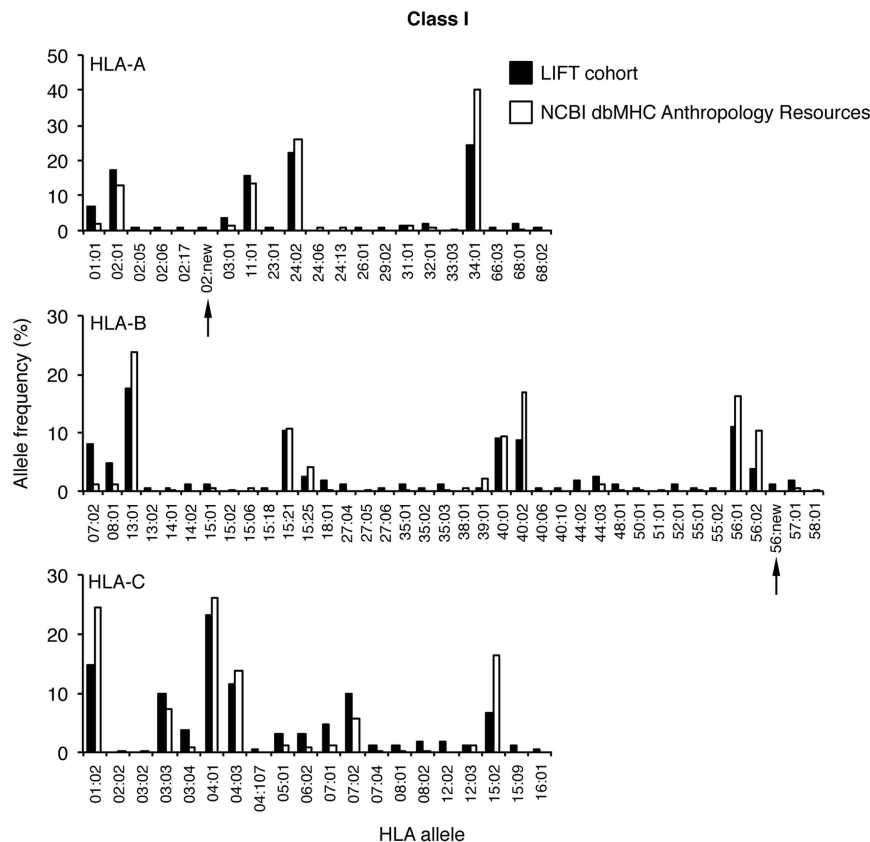 Class I
HLA-A
LIFT cohort
NCBI dbMHC Anthropology Resources
50
40
30
20
10
0
01:01 02:01 02:05 02:06 02:17 02:new 03:01 11:01 23:01 24:02 24:06 24:13 26:01 29:02 31:01 32:01 33:03 34:01 66:03 68:01 68:02
Allele frequency (%)
HLA-B
30
20
10
0
07:02 08:01 13:01 13:02 14:01 14:02 15:01 15:02 15:06 15:18 15:21 15:25 18:01 27:04 27:05 27:06 35:01 35:02 35:03 38:01 39:01 40:01 40:02 40:06 40:10 44:02 44:03 48:01 50:01 51:01 52:01 55:01 55:02 56:01 56:02 56:new 57:01 58:01
HLA-C
30
20
10
0
01:02 02:02 03:02 03:03 03:04 04:01 04:03 04:107 05:01 06:02 07:01 07:02 07:04 08:01 08:02 12:02 12:03 15:02 15:09 16:01
HLA allele